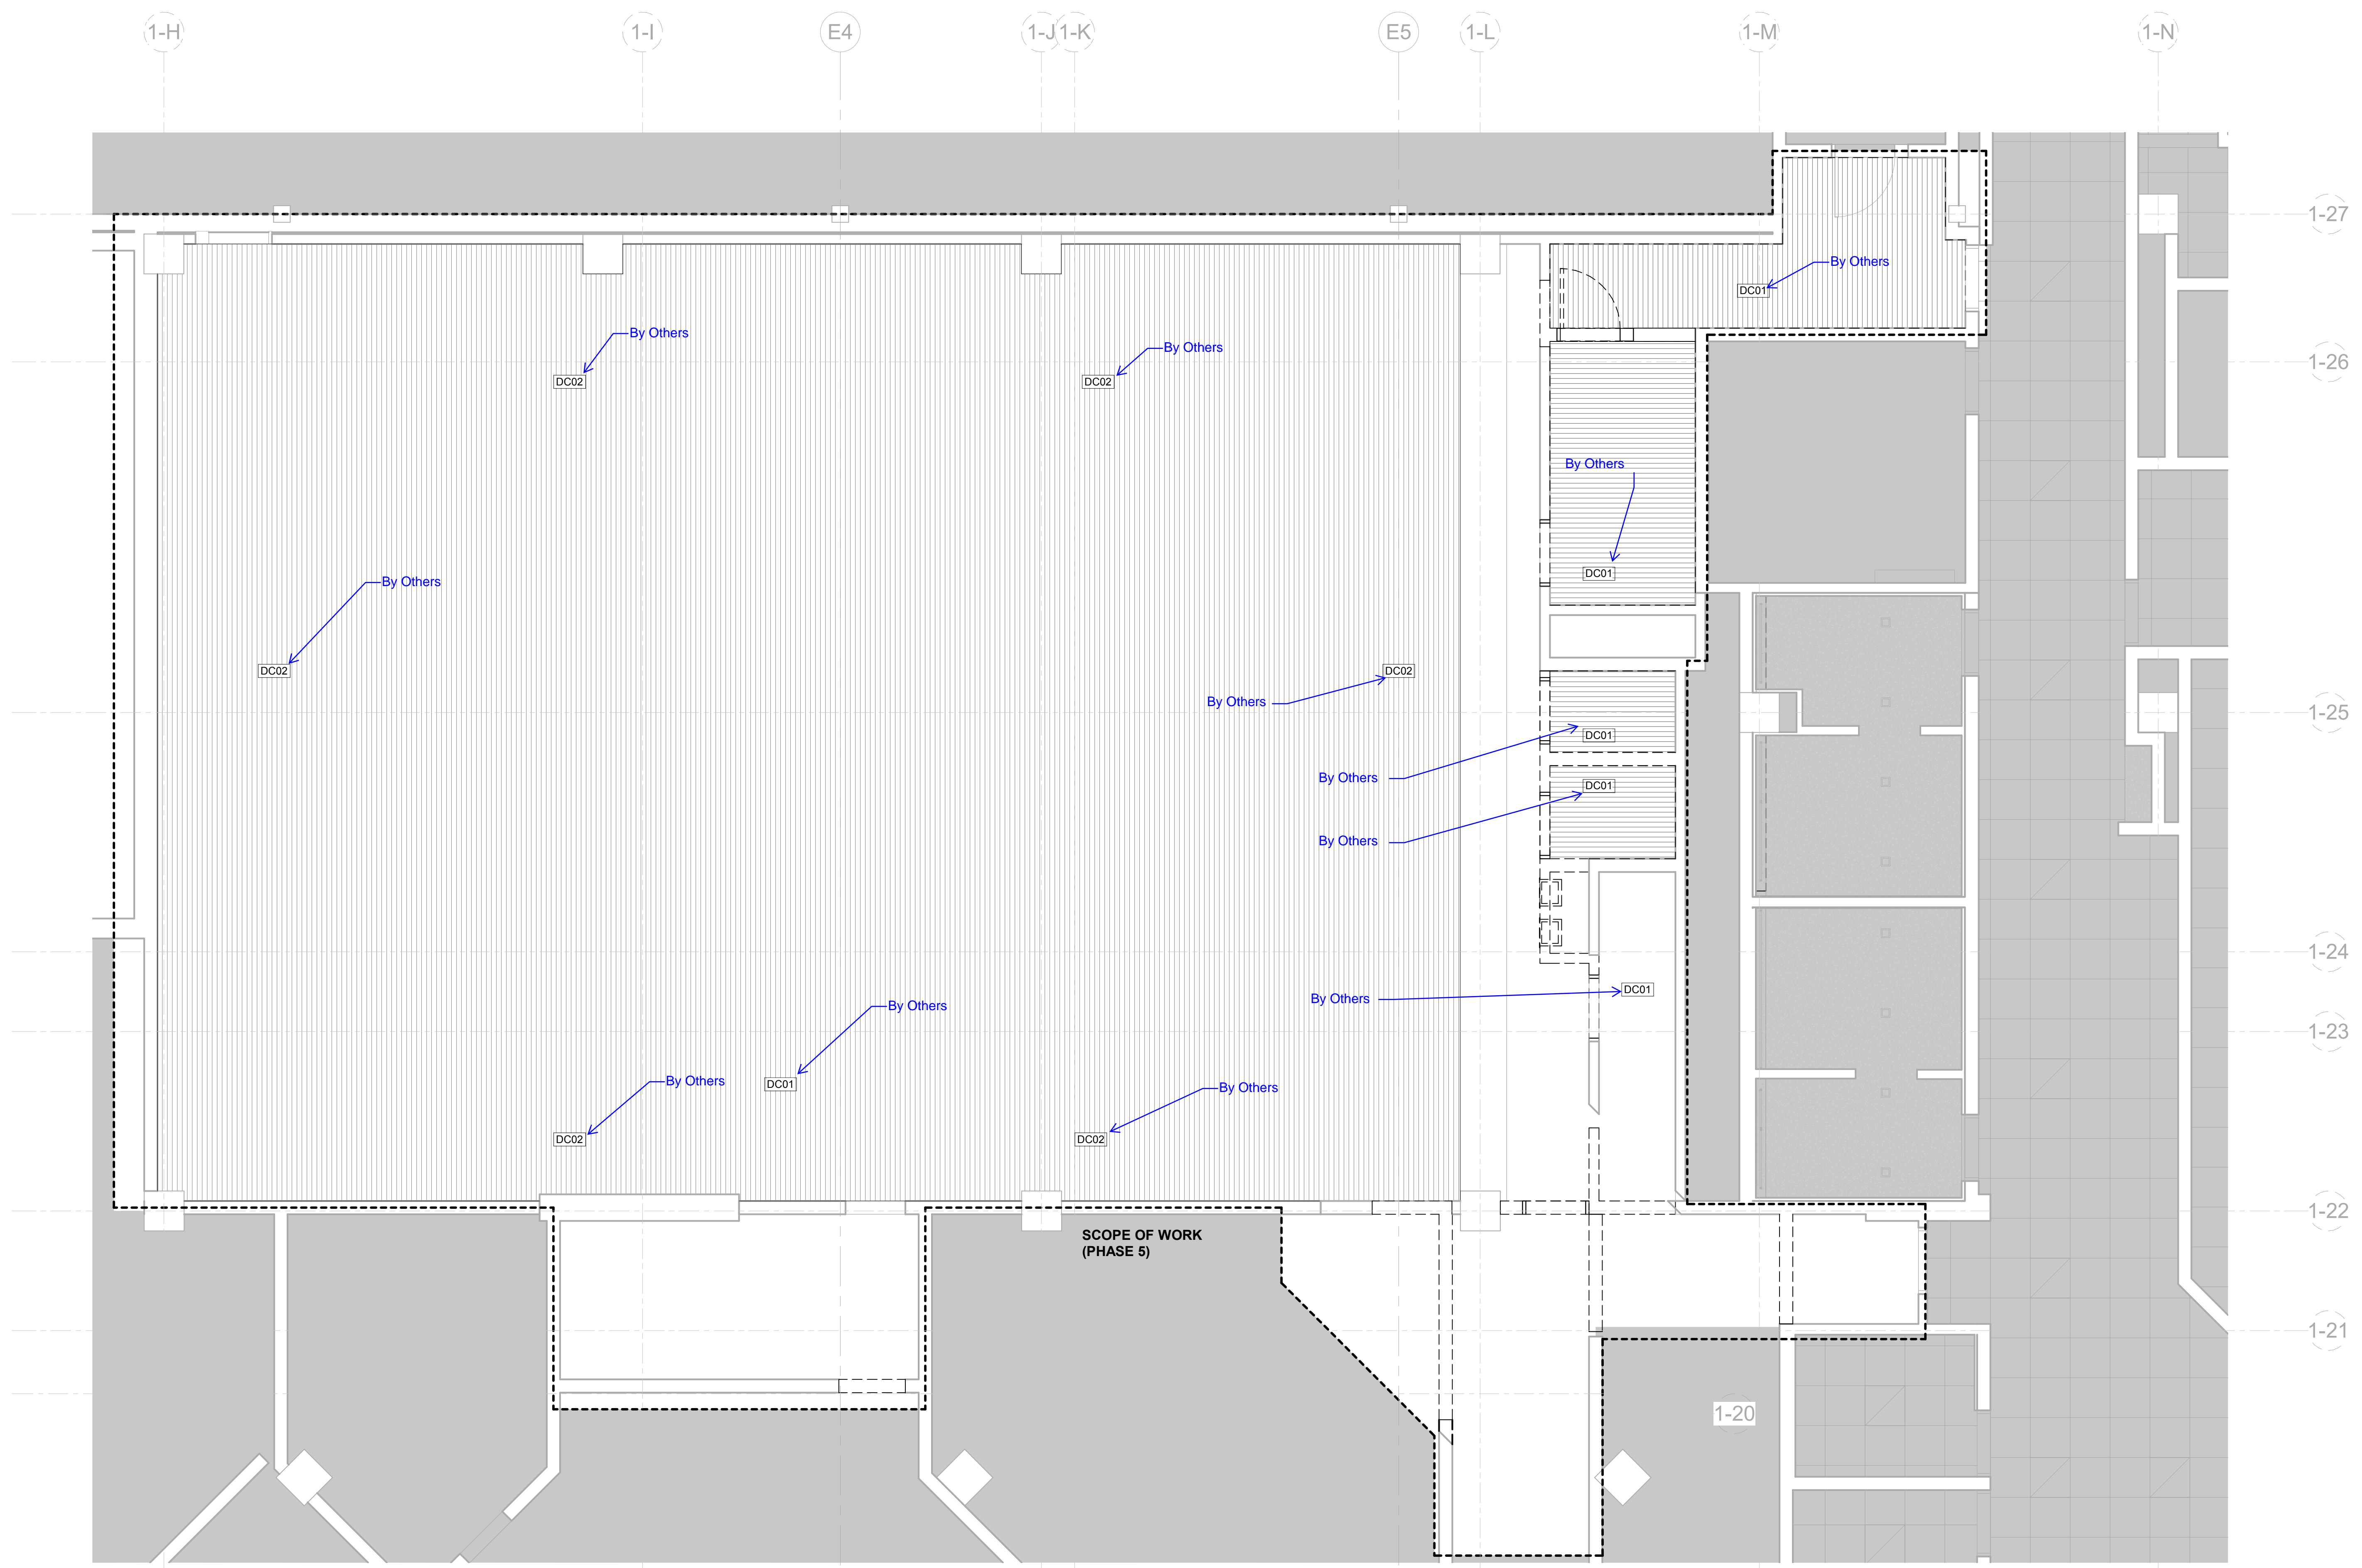 1-H
1-I
E4
1-J
1-K
E5
1-L
1-M
1-N
1-27
By Others
DC01
By Others
By Others
1-26
DC02
DC02
By Others
DC01
By Others
DC02
DC02
By Others
1-25
DC01
By Others
DC01
By Others
1-24
DC01
By Others
By Others
1-23
By Others
DC01
By Others
DC02
DC02
1-22
SCOPE OF WORK
(PHASE 5)
1-21
1-20